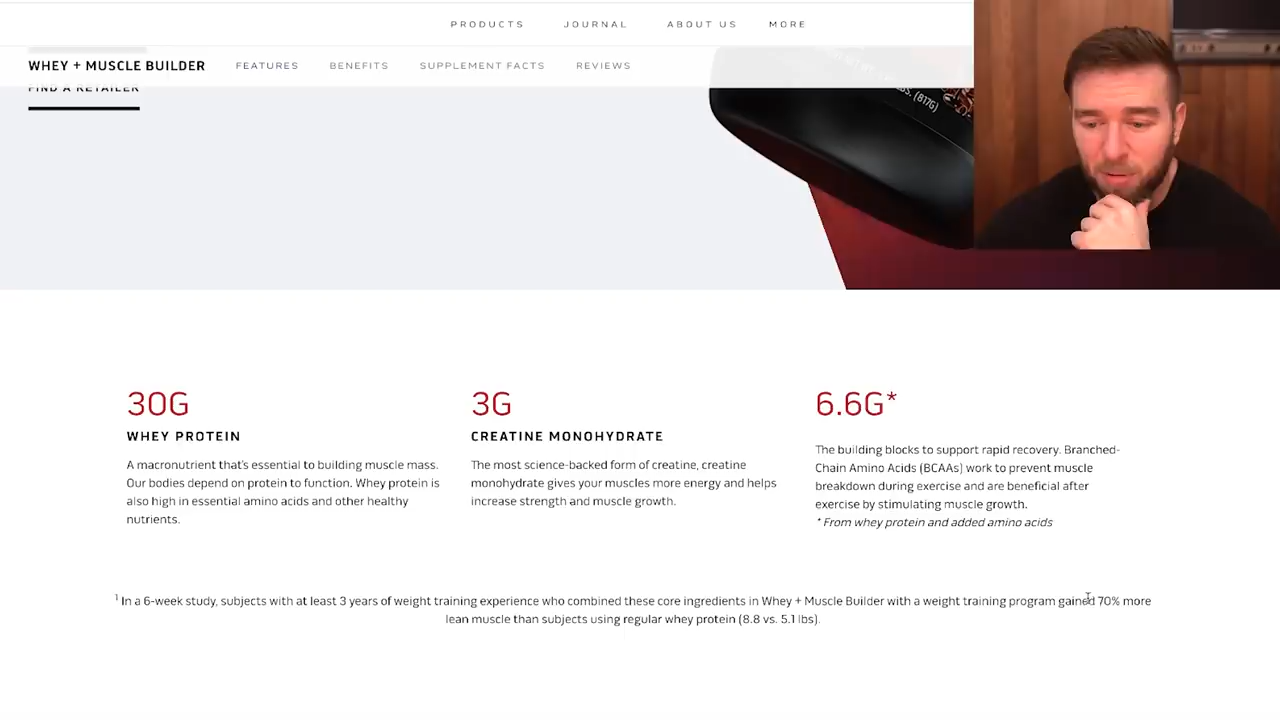 PRODUCTS JOURNAL ABOUT US MORE
WHEY + MUSCLE BUILDER FEATURES BENEFITS SUPPLEMENT FACTS REVIEWS
FIND A RETAILER
(817G)
30G
WHEY PROTEIN
A macronutrient that's essential to building muscle mass.
Our bodies depend on protein to function. Whey protein is
also high in essential amino acids and other healthy
nutrients.
3G
CREATINE MONOHYDRATE
The most science-backed form of creatine, creatine
monohydrate gives your muscles more energy and helps
increase strength and muscle growth.
6.6G*
The building blocks to support rapid recovery. Branched-
Chain Amino Acids (BCAAs) work to prevent muscle
breakdown during exercise and are beneficial after
exercise by stimulating muscle growth.
* From whey protein and added amino acids
1 In a 6-week study, subjects with at least 3 years of weight training experience who combined these core ingredients in Whey + Muscle Builder with a weight training program gained 70% more
lean muscle than subjects using regular whey protein (8.8 vs. 5.1 lbs).